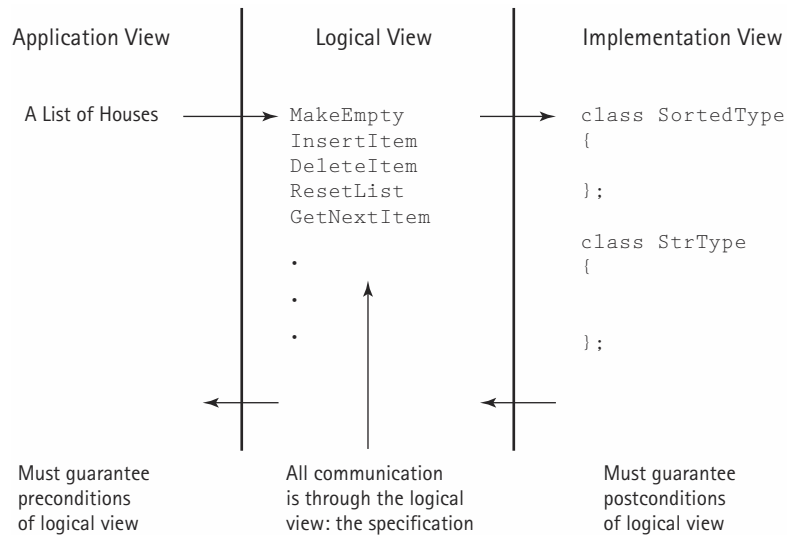 Application View
Logical View
Implementation View
A List of Houses
MakeEmpty
InsertItem
DeleteItem
ResetList
GetNextItem
.
.
.
class SortedType
{
};
class StrType
{
};
Must guarantee
preconditions
of logical view
All communication
is through the logical
view: the specification
Must guarantee
postconditions
of logical view